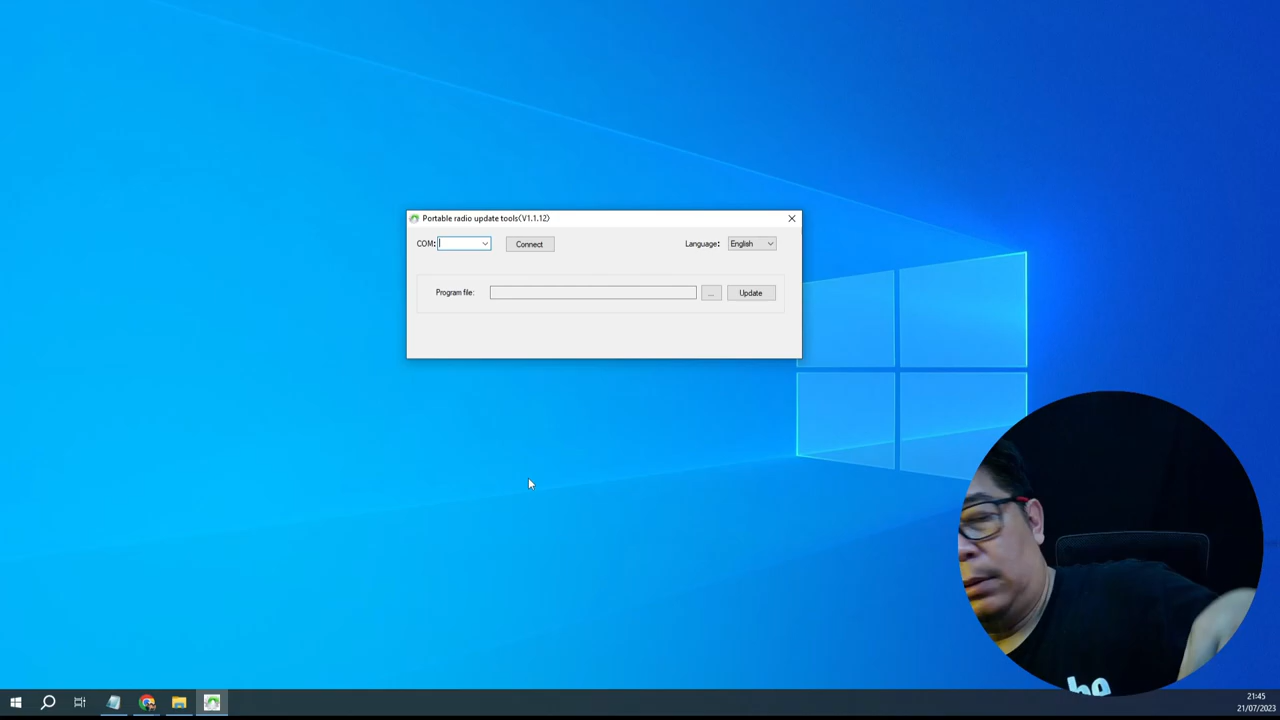 Portable radio update tools(V1.1.12)
COM:
Connect
Language:
English
Program file:
...
Update
be
21:45
21/07/2023